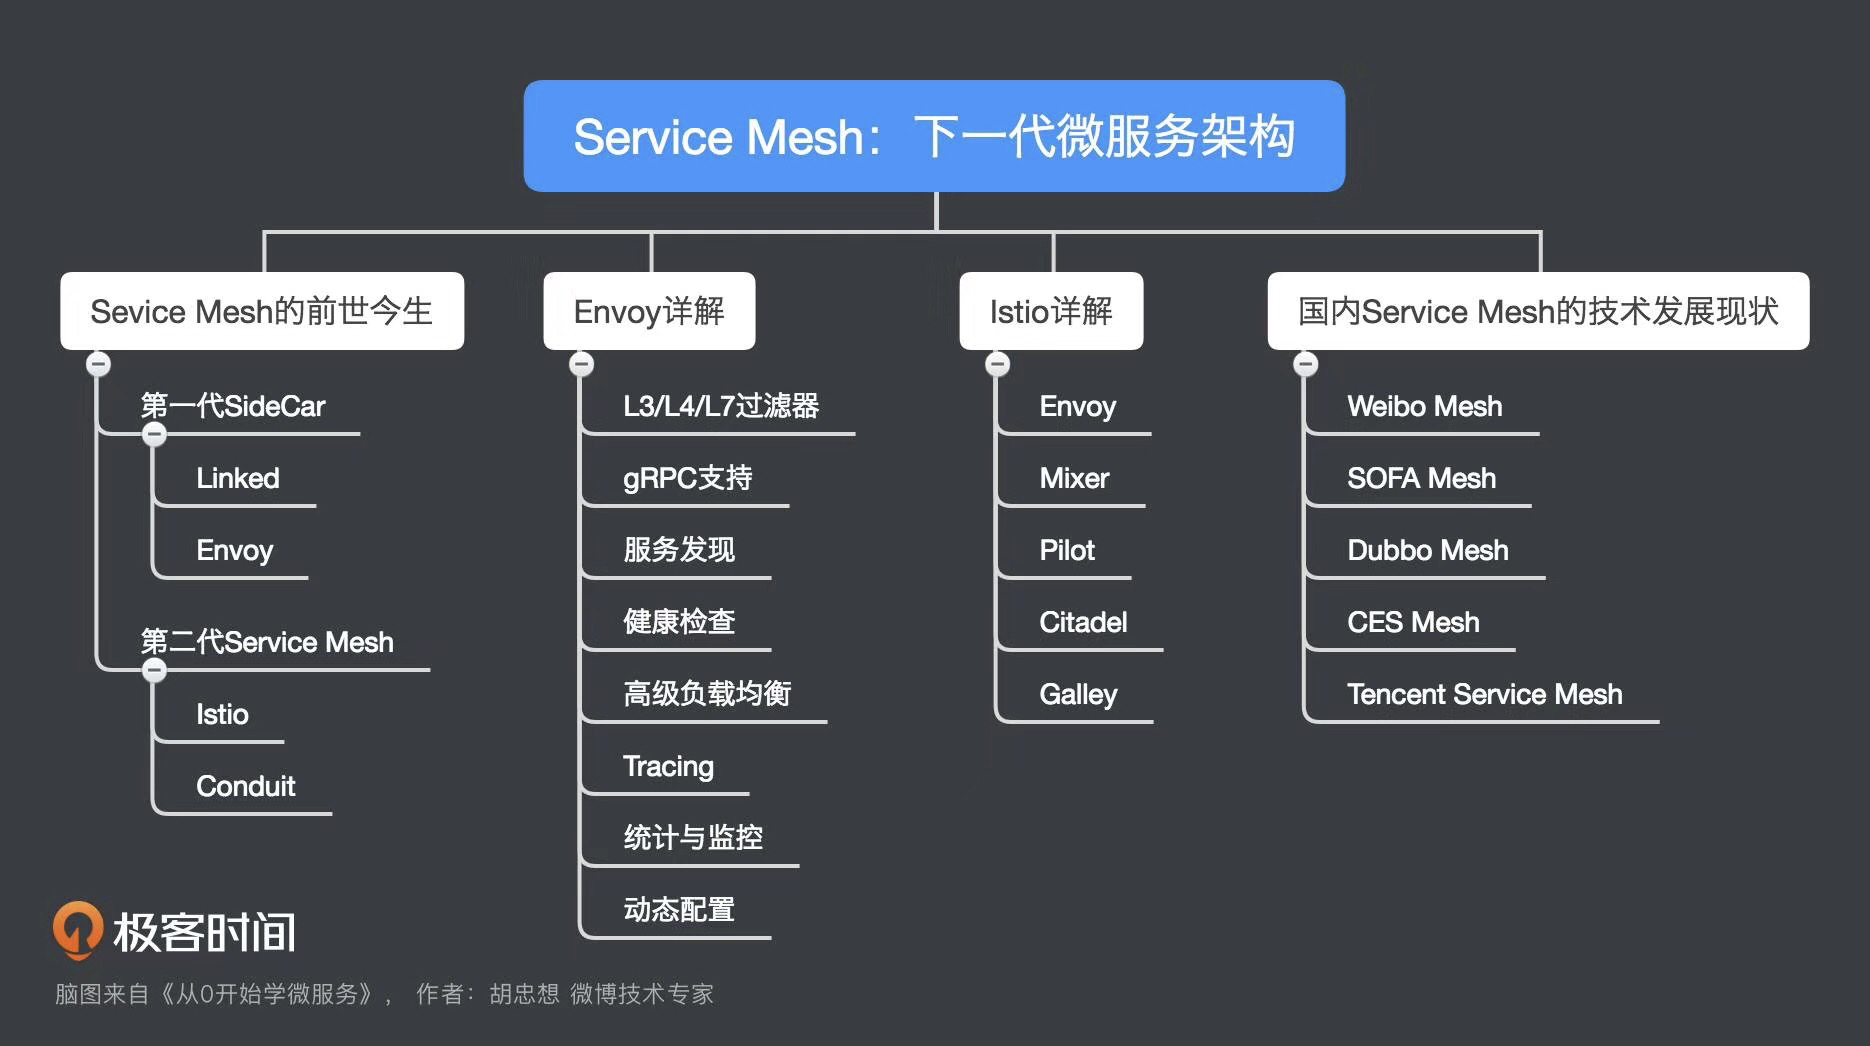 Service Mesh：下一代微服务架构
Sevice Mesh的前世今生
第一代SideCar
Linked
Envoy
第二代Service Mesh
Istio
Conduit
Envoy详解
L3/L4/L7过滤器
gRPC支持
服务发现
健康检查
高级负载均衡
Tracing
统计与监控
动态配置
Istio详解
Envoy
Mixer
Pilot
Citadel
Galley
国内Service Mesh的技术发展现状
Weibo Mesh
SOFA Mesh
Dubbo Mesh
CES Mesh
Tencent Service Mesh
极客时间
脑图来自《从0开始学微服务》， 作者：胡忠想 微博技术专家